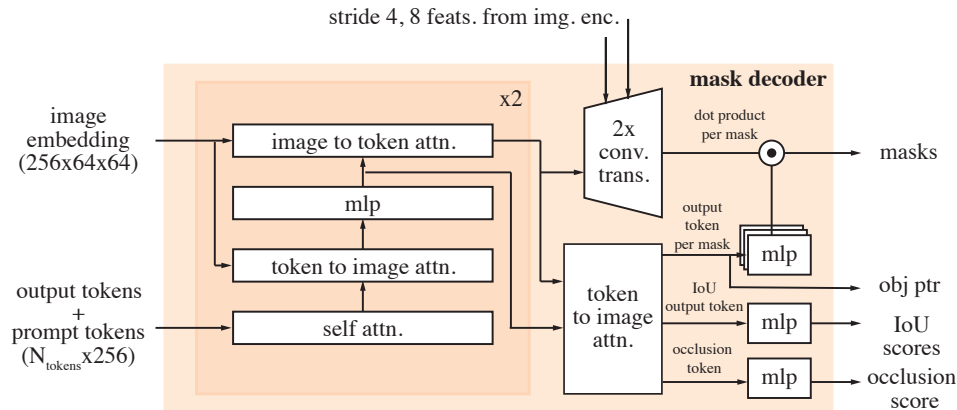 stride 4, 8 feats. from img. enc.
mask decoder
x2
image
embedding
(256x64x64)
image to token attn.
mlp
token to image attn.
self attn.
output tokens
+
prompt tokens
(Ntokensx256)
2x
conv.
trans.
dot product
per mask
masks
token
to image
attn.
output
token
per mask
mlp
obj ptr
IoU
output token
mlp
IoU
scores
occlusion
token
mlp
occlusion
score